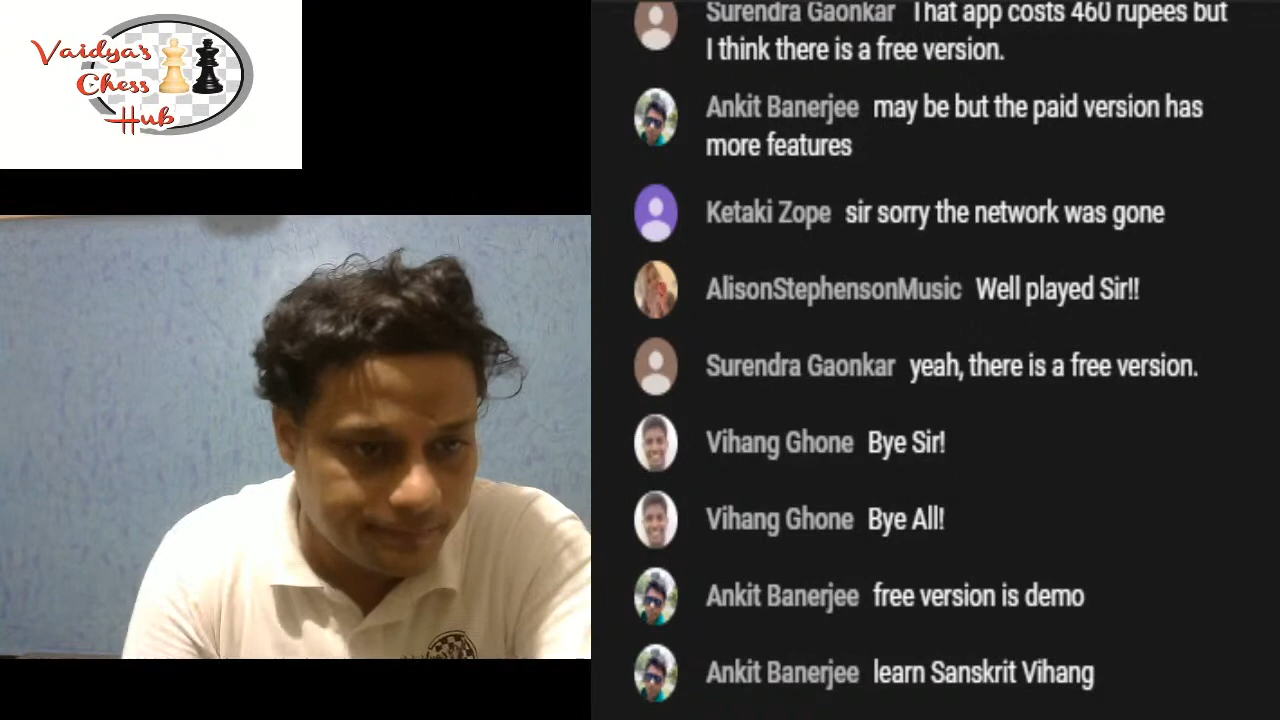 Vaidya's
Chess
Hub
Surendra Gaonkar That app costs 460 rupees but
I think there is a free version.
Ankit Banerjee may be but the paid version has
more features
Ketaki Zope sir sorry the network was gone
AlisonStephensonMusic Well played Sir!!
Surendra Gaonkar yeah, there is a free version.
Vihang Ghone Bye Sir!
Vihang Ghone Bye All!
Ankit Banerjee free version is demo
Ankit Banerjee learn Sanskrit Vihang